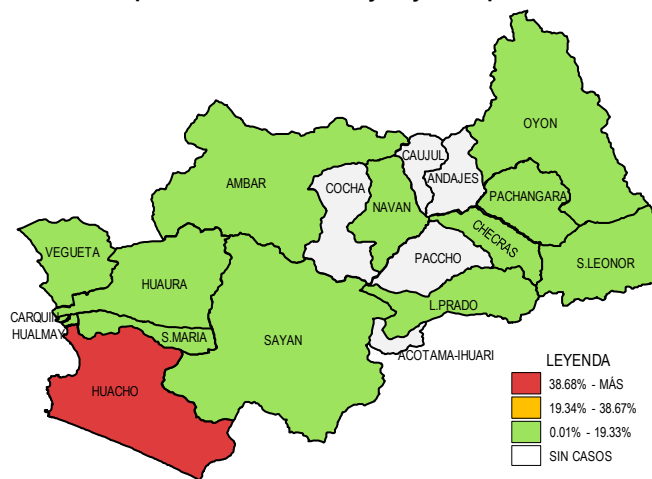 OYON
CAUJUL
ANDAJES
COCHA
AMBAR
NAVAN
PACHANGARA
CHECRAS
VEGUETA
PACCHO
S.LEONOR
HUAURA
L.PRADO
CARQUIN
HUALMAY
S.MARIA
SAYAN
ACOTAMA-IHUARI
HUACHO
LEYENDA
38.68% - MÁS
19.34% - 38.67%
0.01% - 19.33%
SIN CASOS